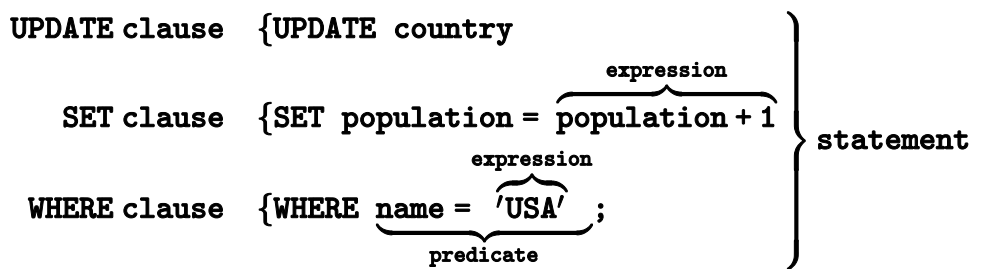 UPDATE clause {UPDATE country
expression
SET clause {SET population = population + 1
statement
expression
WHERE clause {WHERE name = 'USA' ;
predicate